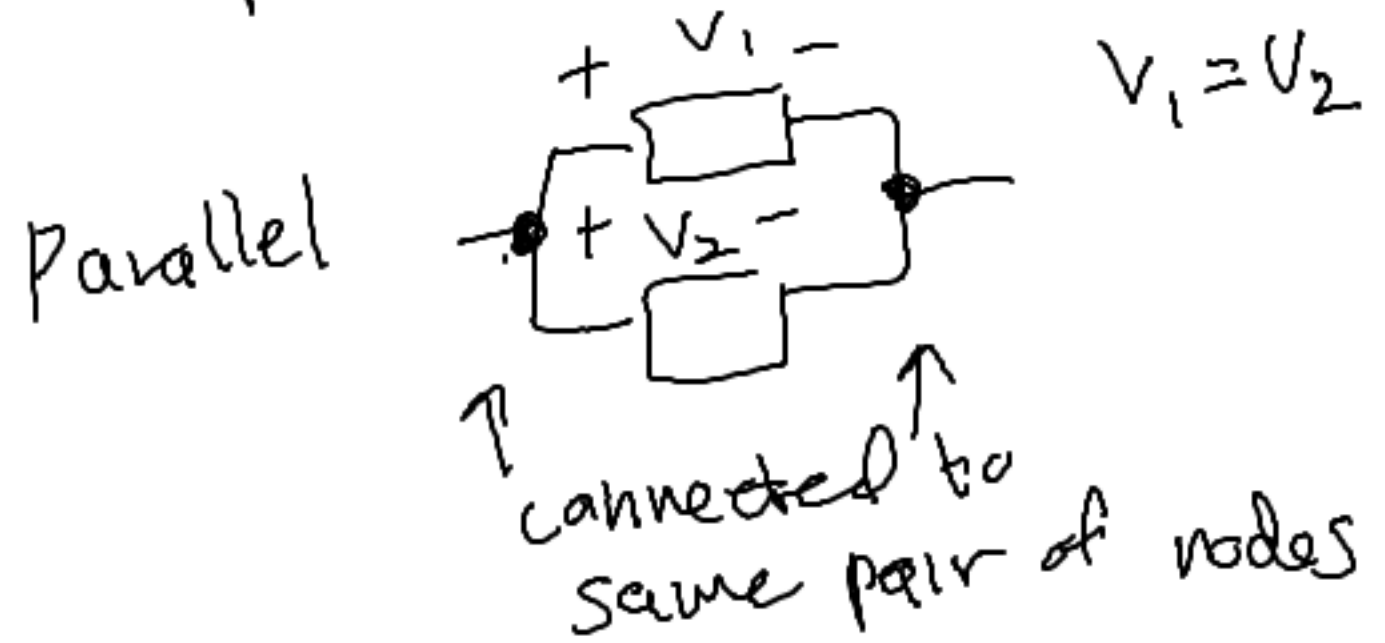 + V₁ -
V₁ = V₂
Parallel
+ V₂ -
connected to
same pair of nodes